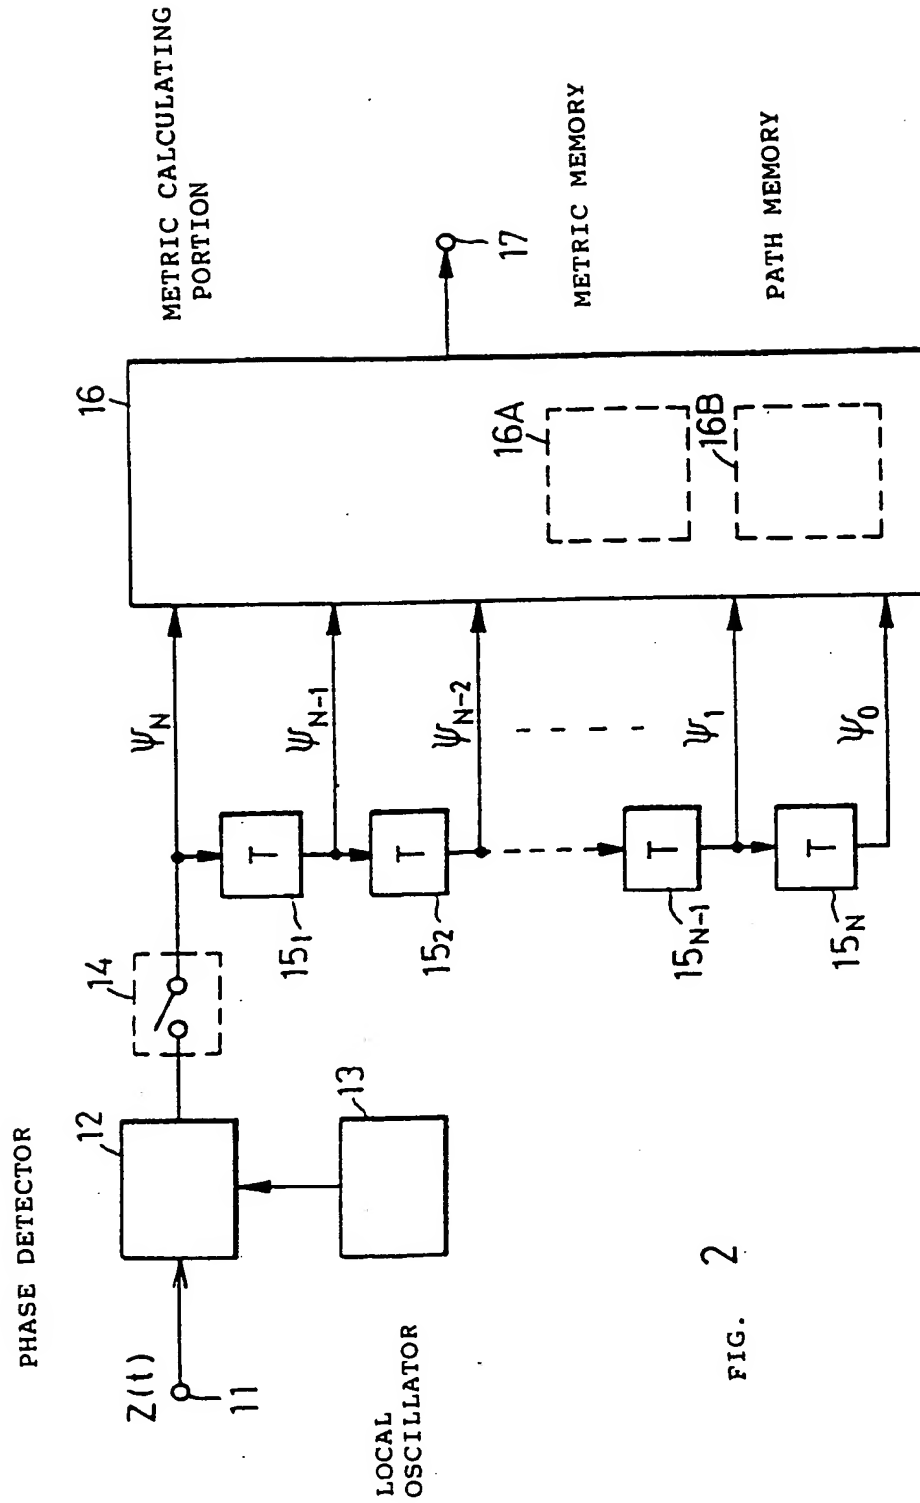 PHASE DETECTOR
METRIC CALCULATING
PORTION
Z(t)
11
12
14
ψN
16
17
LOCAL
OSCILLATOR
13
T
15₁
ψN-1
T
15₂
ψN-2
16A
METRIC MEMORY
T
15N-1
ψ1
16B
PATH MEMORY
T
15N
ψ0
FIG. 2